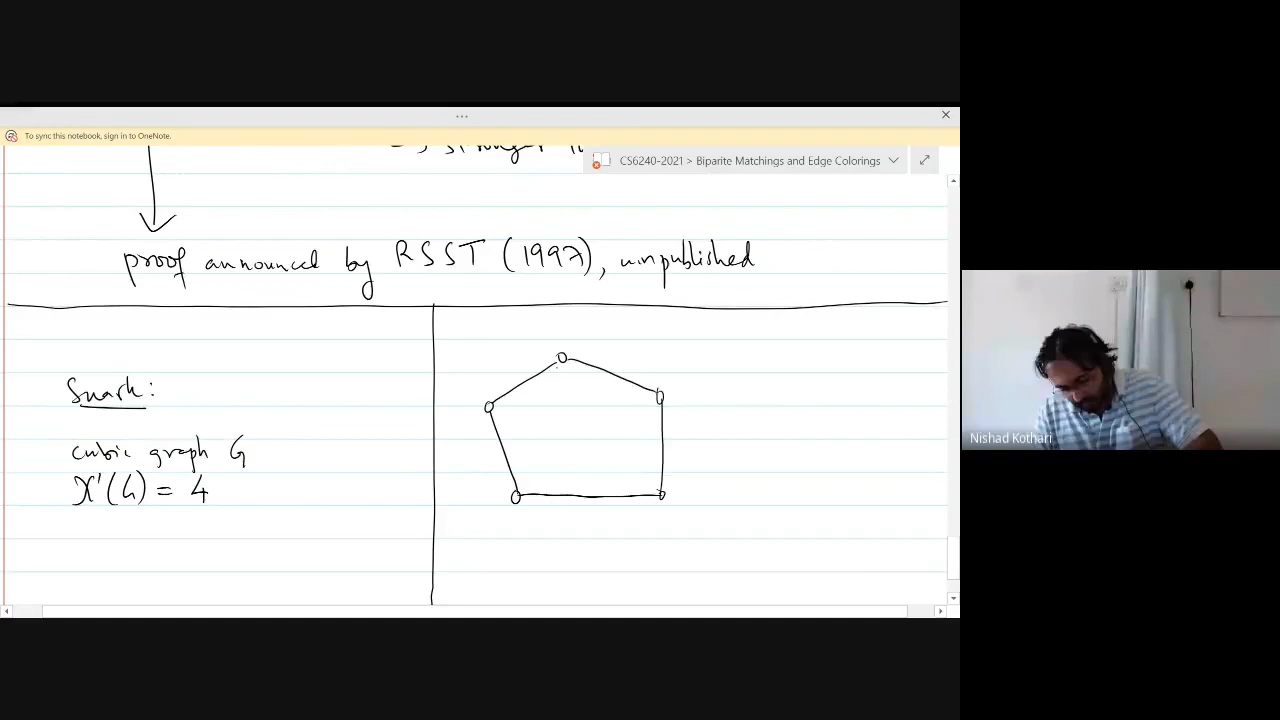 To sync this notebook, sign in to OneNote.
CS6240-2021 > Biparite Matchings and Edge Colorings
proof announced by RSST (1997), unpublished
Snark:
cubic graph G
χ'(G) = 4
Nishad Kothari